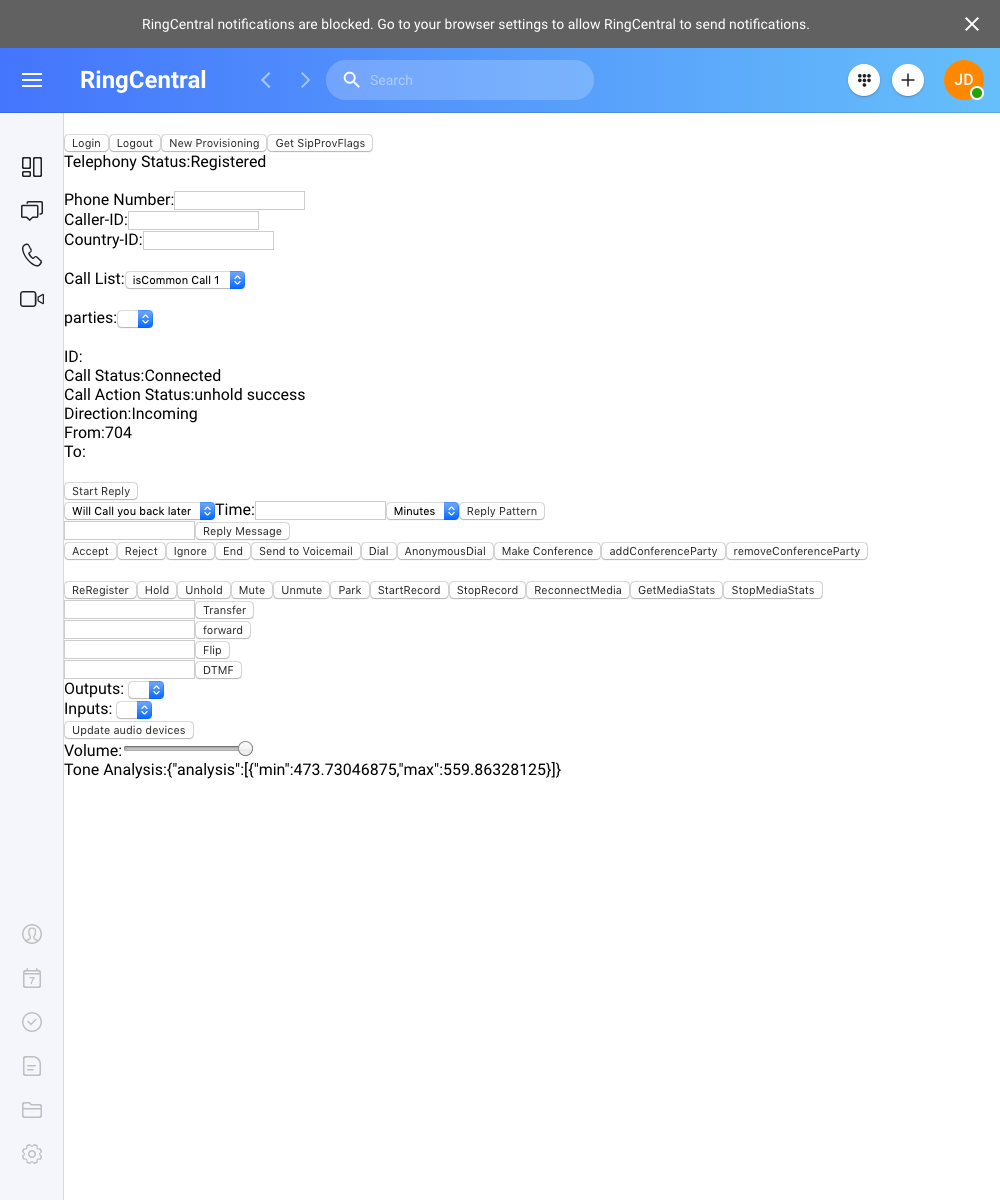 RingCentral notifications are blocked. Go to your browser settings to allow RingCentral to send notifications.
RingCentral Search JD
Login Logout New Provisioning Get SipProvFlags
Telephony Status:Registered
Phone Number:
Caller-ID:
Country-ID:
Call List: isCommon Call 1
parties:
ID:
Call Status:Connected
Call Action Status:unhold success
Direction:Incoming
From:704
To:
Start Reply
Will Call you back later Time: Minutes Reply Pattern
Reply Message
Accept Reject Ignore End Send to Voicemail Dial AnonymousDial Make Conference addConferenceParty removeConferenceParty
ReRegister Hold Unhold Mute Unmute Park StartRecord StopRecord ReconnectMedia GetMediaStats StopMediaStats
Transfer
forward
Flip
DTMF
Outputs:
Inputs:
Update audio devices
Volume:
Tone Analysis:{"analysis":[{"min":473.73046875,"max":559.86328125}]}
7